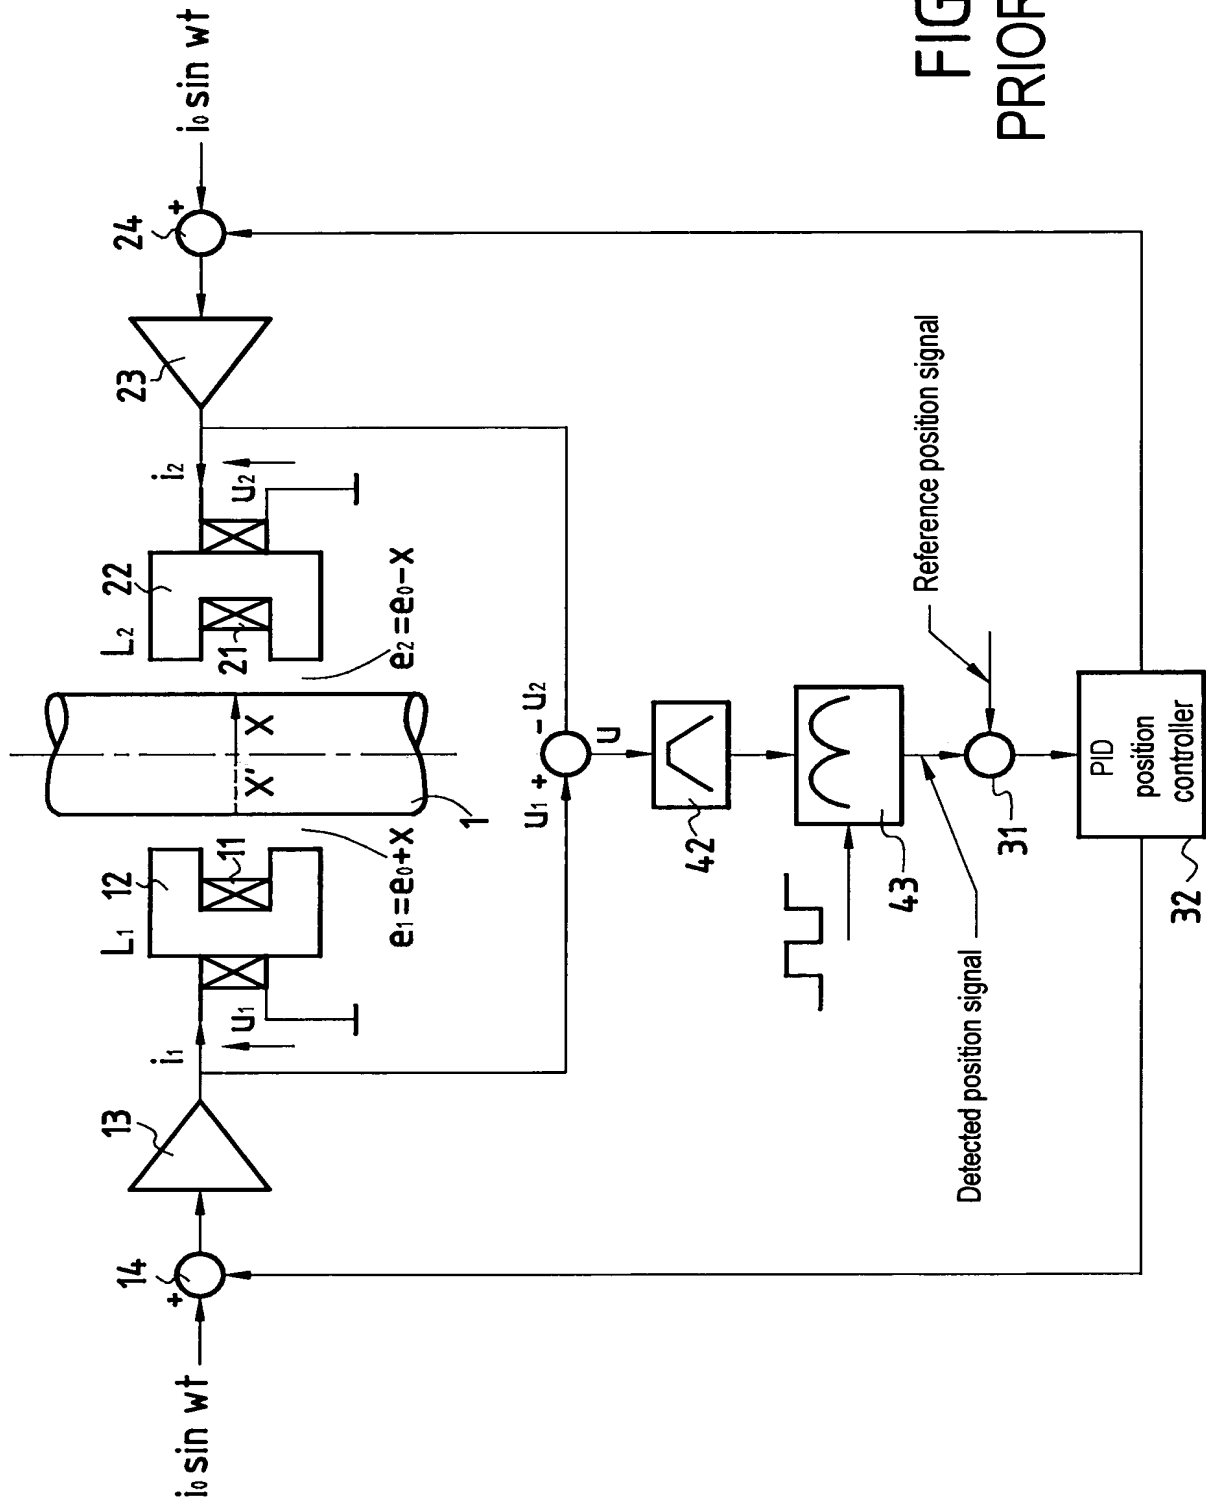 i₀ sin wt
14
+
13
i₁
u₁
L₁
12
11
e₁=e₀+x
X'
X
1
L₂
22
21
e₂=e₀-x
i₂
u₂
23
24
+
i₀ sin wt
u₁ +
- u₂
u
42
43
Detected position signal
Reference position signal
31
PID
position
controller
32
FIG
PRIOR